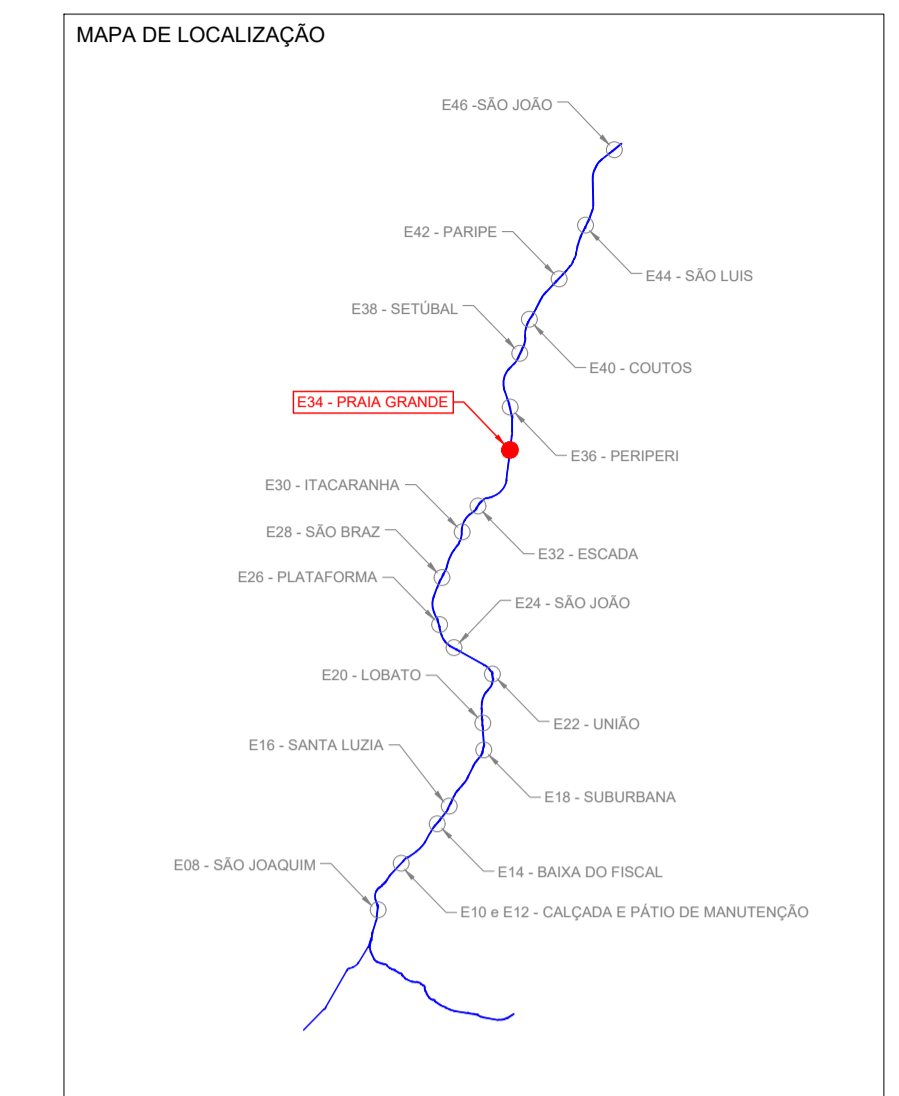 MAPA DE LOCALIZAÇÃO
E46 -SÃO JOÃO
E42 - PARIPE
E44 - SÃO LUIS
E38 - SETÚBAL
E40 - COUTOS
E34 - PRAIA GRANDE
E36 - PERIPERI
E30 - ITACARANHA
E28 - SÃO BRAZ
E32 - ESCADA
E26 - PLATAFORMA
E24 - SÃO JOÃO
E20 - LOBATO
E22 - UNIÃO
E16 - SANTA LUZIA
E18 - SUBURBANA
E08 - SÃO JOAQUIM
E14 - BAIXA DO FISCAL
E10 e E12 - CALÇADA E PÁTIO DE MANUTENÇÃO